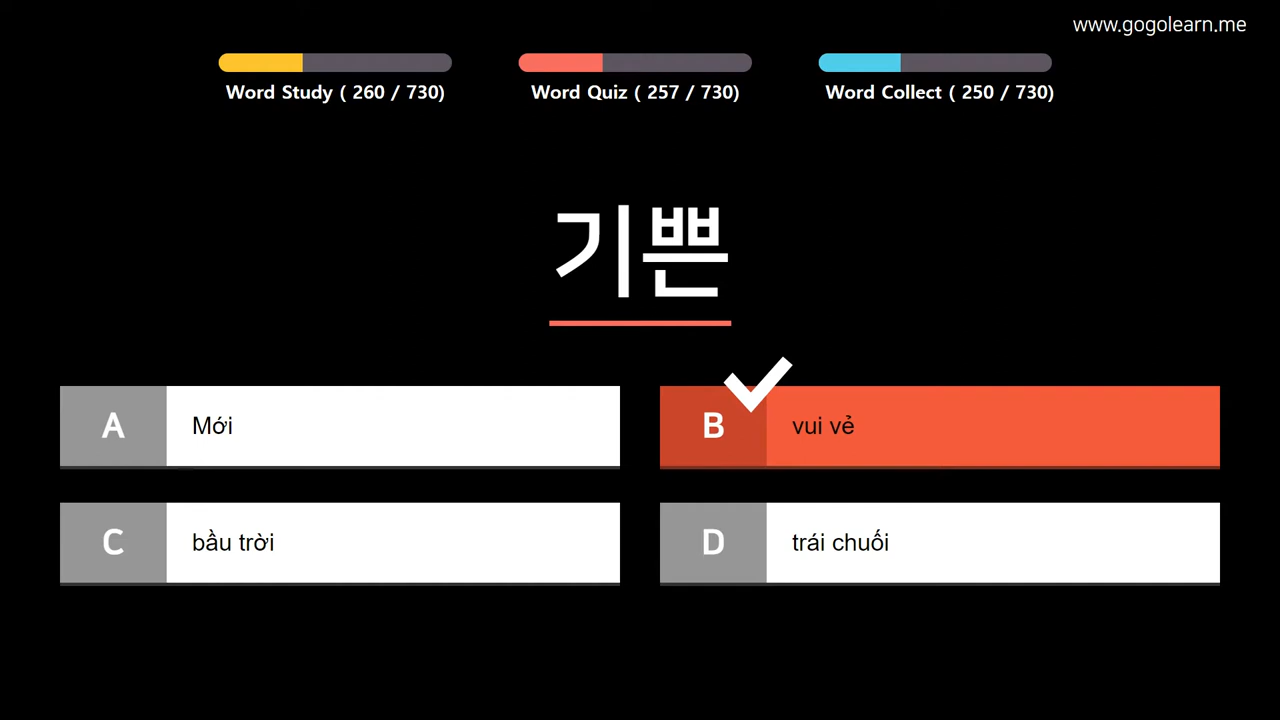 www.gogolearn.me
Word Study ( 260 / 730)
Word Quiz ( 257 / 730)
Word Collect ( 250 / 730)
기쁜
A Mới
B vui vẻ
C bầu trời
D trái chuối